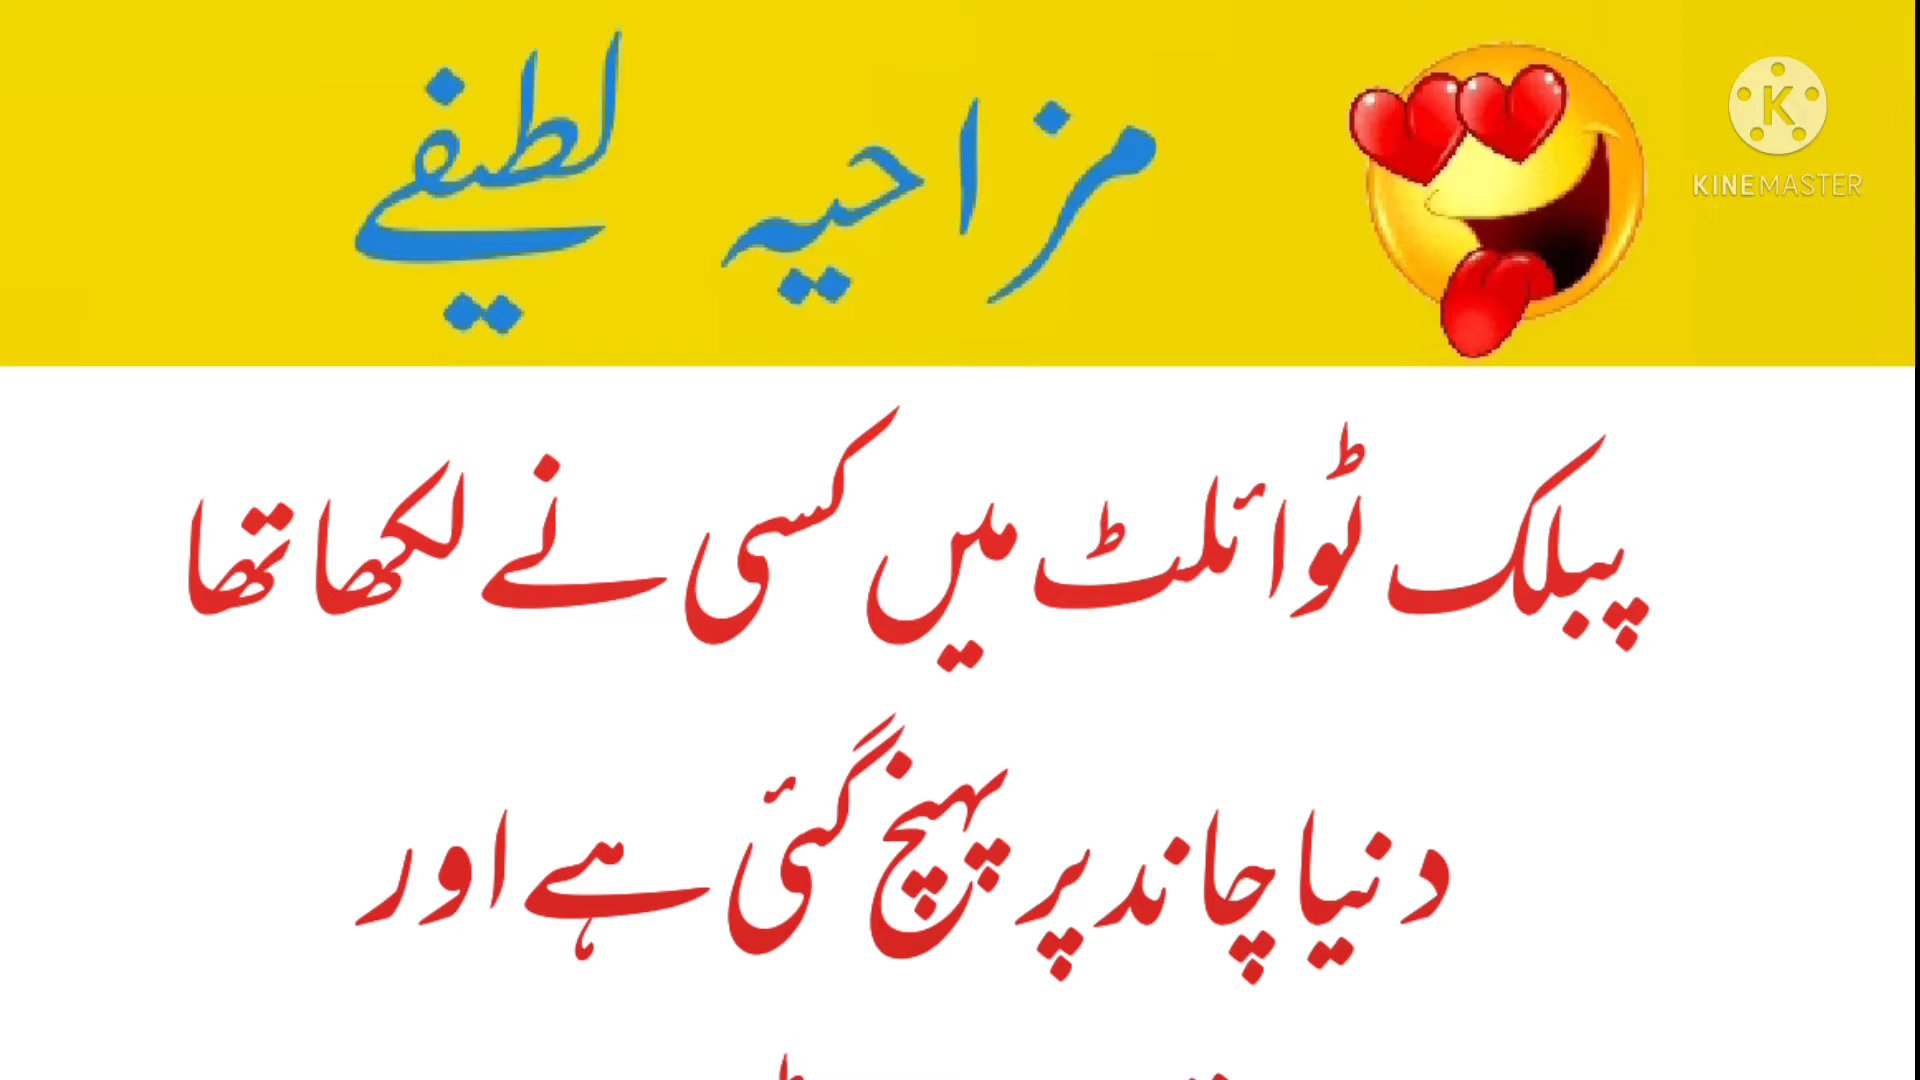 مزاحیہ لطیفے
KINEMASTER
پبلک ٹوائلٹ میں کسی نے لکھا تھا
دنیا چاند پر پہنچ گئی ہے اور